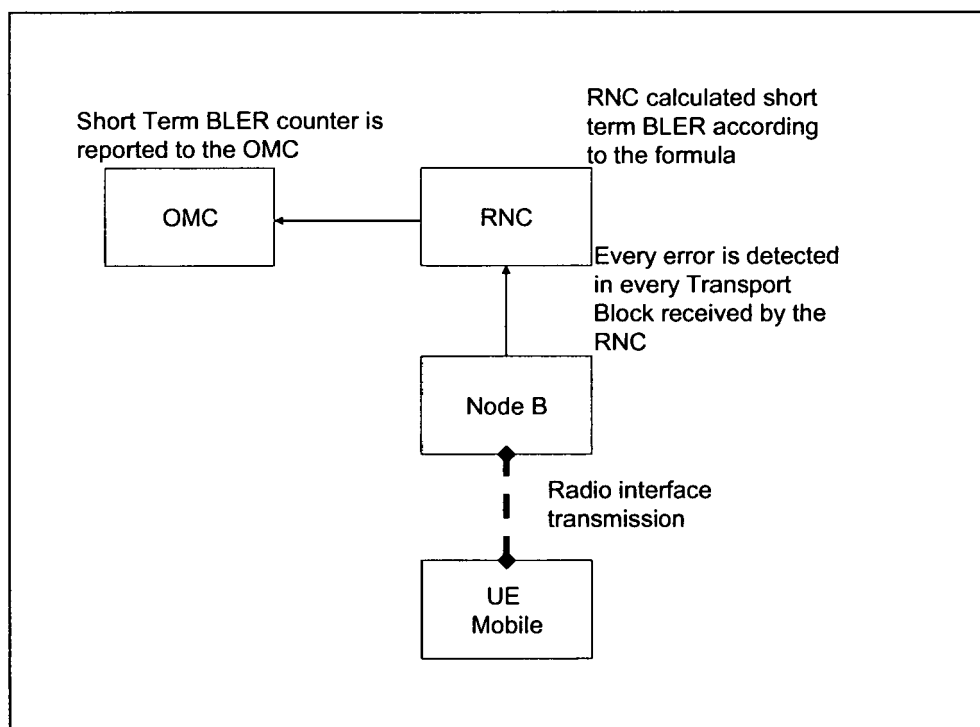 Short Term BLER counter is
reported to the OMC
RNC calculated short
term BLER according
to the formula
OMC
RNC
Every error is detected
in every Transport
Block received by the
RNC
Node B
Radio interface
transmission
UE
Mobile